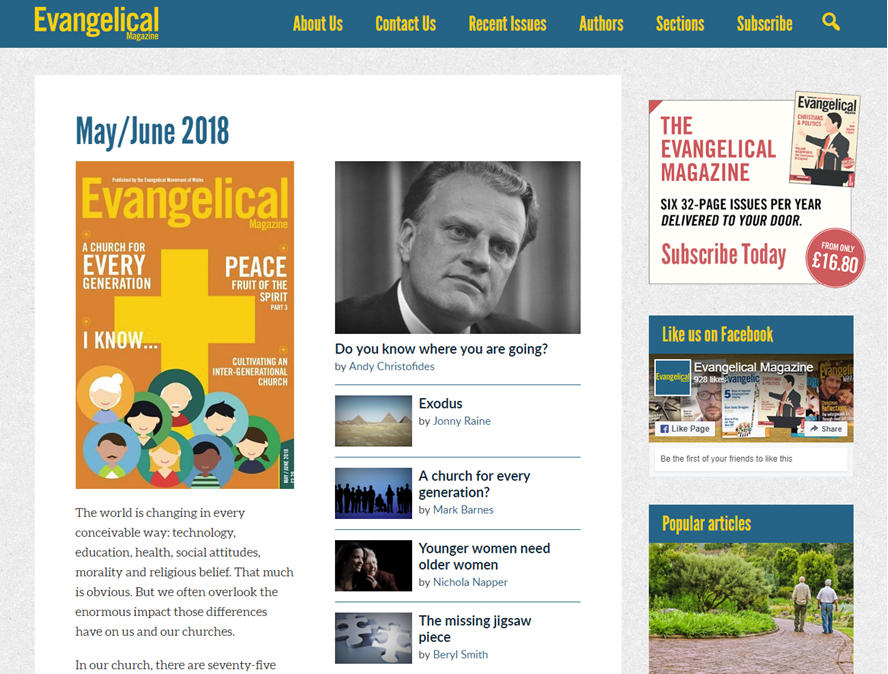 Evangelical
Magazine
About Us
Contact Us
Recent Issues
Authors
Sections
Subscribe
May/June 2018
Published by the Evangelical Movement of Wales
Evangelical
Magazine
A CHURCH FOR
EVERY
GENERATION
PEACE
FRUIT OF THE
SPIRIT
PART 3
I KNOW...
CULTIVATING AN
INTER-GENERATIONAL
CHURCH
MAY / JUNE 2018
The world is changing in every
conceivable way: technology,
education, health, social attitudes,
morality and religious belief. That much
is obvious. But we often overlook the
enormous impact those differences
have on us and our churches.
In our church, there are seventy-five
Do you know where you are going?
by Andy Christofides
Exodus
by Jonny Raine
A church for every
generation?
by Mark Barnes
Younger women need
older women
by Nichola Napper
The missing jigsaw
piece
by Beryl Smith
THE
EVANGELICAL
MAGAZINE
Evangelical
CHRISTIANS
& POLITICS
SIX 32-PAGE ISSUES PER YEAR
DELIVERED TO YOUR DOOR.
Subscribe Today
FROM ONLY
£16.80
Like us on Facebook
Evangelical
Evangelical Magazine
928 likes
Like Page
Share
Be the first of your friends to like this
Popular articles